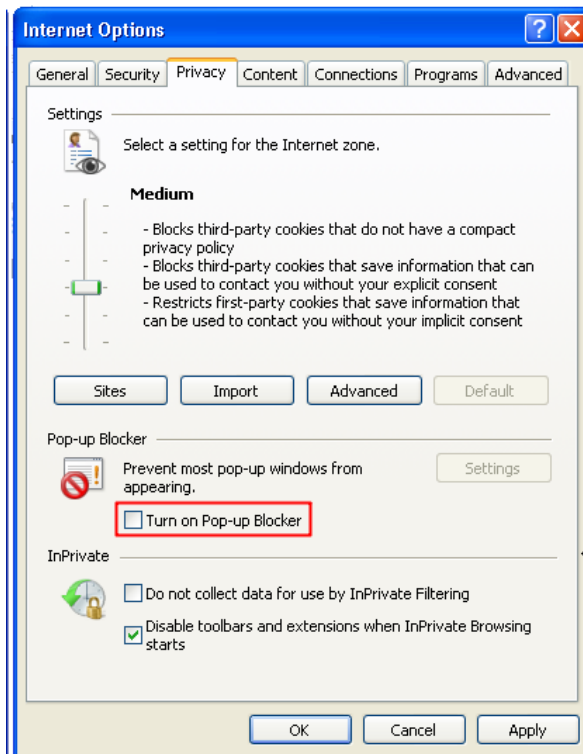 Internet Options
General Security Privacy Content Connections Programs Advanced
Settings
Select a setting for the Internet zone.
Medium
- Blocks third-party cookies that do not have a compact
privacy policy
- Blocks third-party cookies that save information that can
be used to contact you without your explicit consent
- Restricts first-party cookies that save information that
can be used to contact you without your implicit consent
Sites Import Advanced Default
Pop-up Blocker
Prevent most pop-up windows from
appearing.
Settings
Turn on Pop-up Blocker
InPrivate
Do not collect data for use by InPrivate Filtering
Disable toolbars and extensions when InPrivate Browsing
starts
OK Cancel Apply